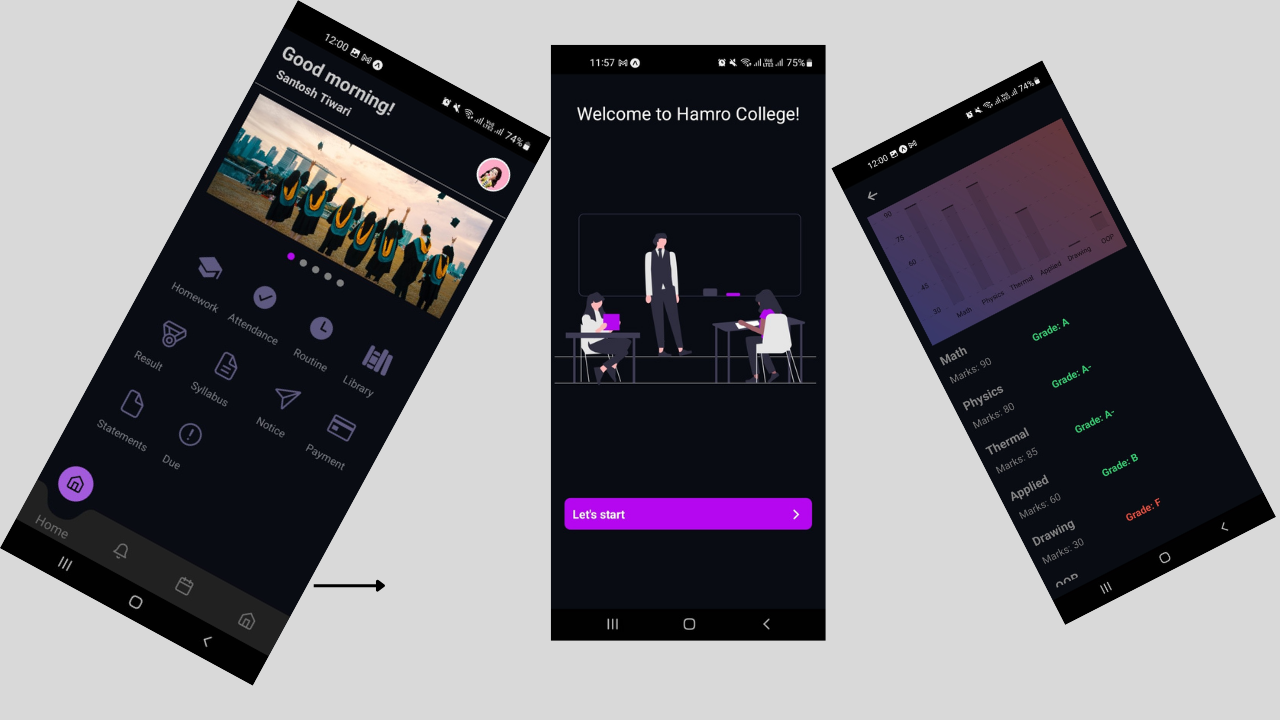 12:00
74%
Good morning!
Santosh Tiwari
Homework
Attendance
Routine
Library
Result
Syllabus
Notice
Payment
Statements
Due
Home
11:57
75%
Welcome to Hamro College!
Let's start
12:00
74%
90
75
60
45
30
Math
Physics
Thermal
Applied
Drawing
OOP
Math
Marks: 90
Grade: A
Physics
Marks: 80
Grade: A-
Thermal
Marks: 85
Grade: A-
Applied
Marks: 60
Grade: B
Drawing
Marks: 30
Grade: F
OOP